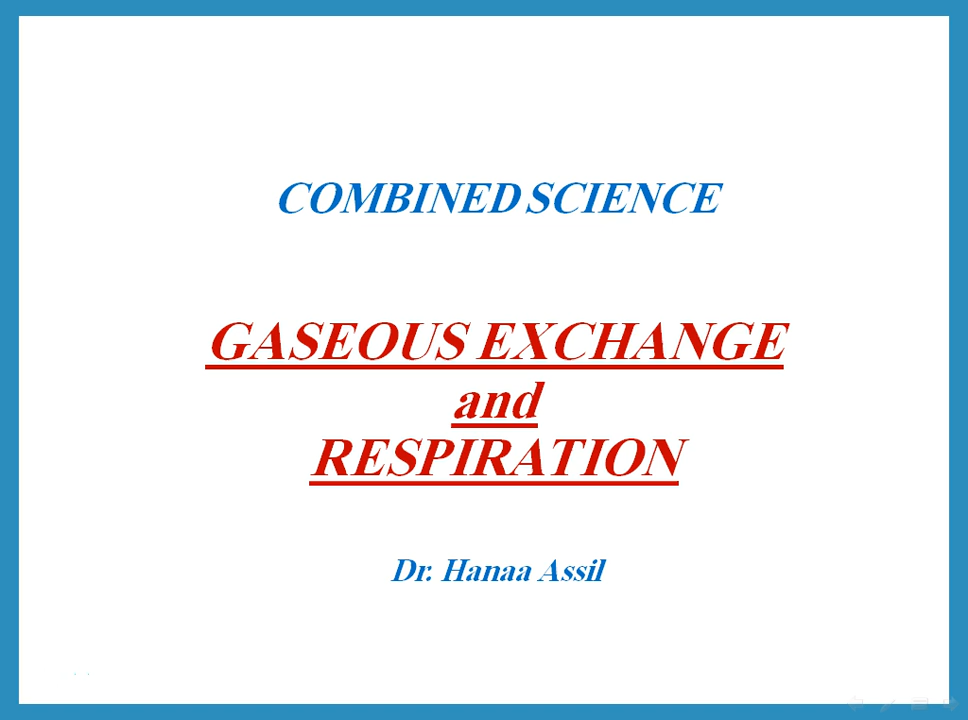 COMBINED SCIENCE
GASEOUS EXCHANGE
and
RESPIRATION
Dr. Hanaa Assil